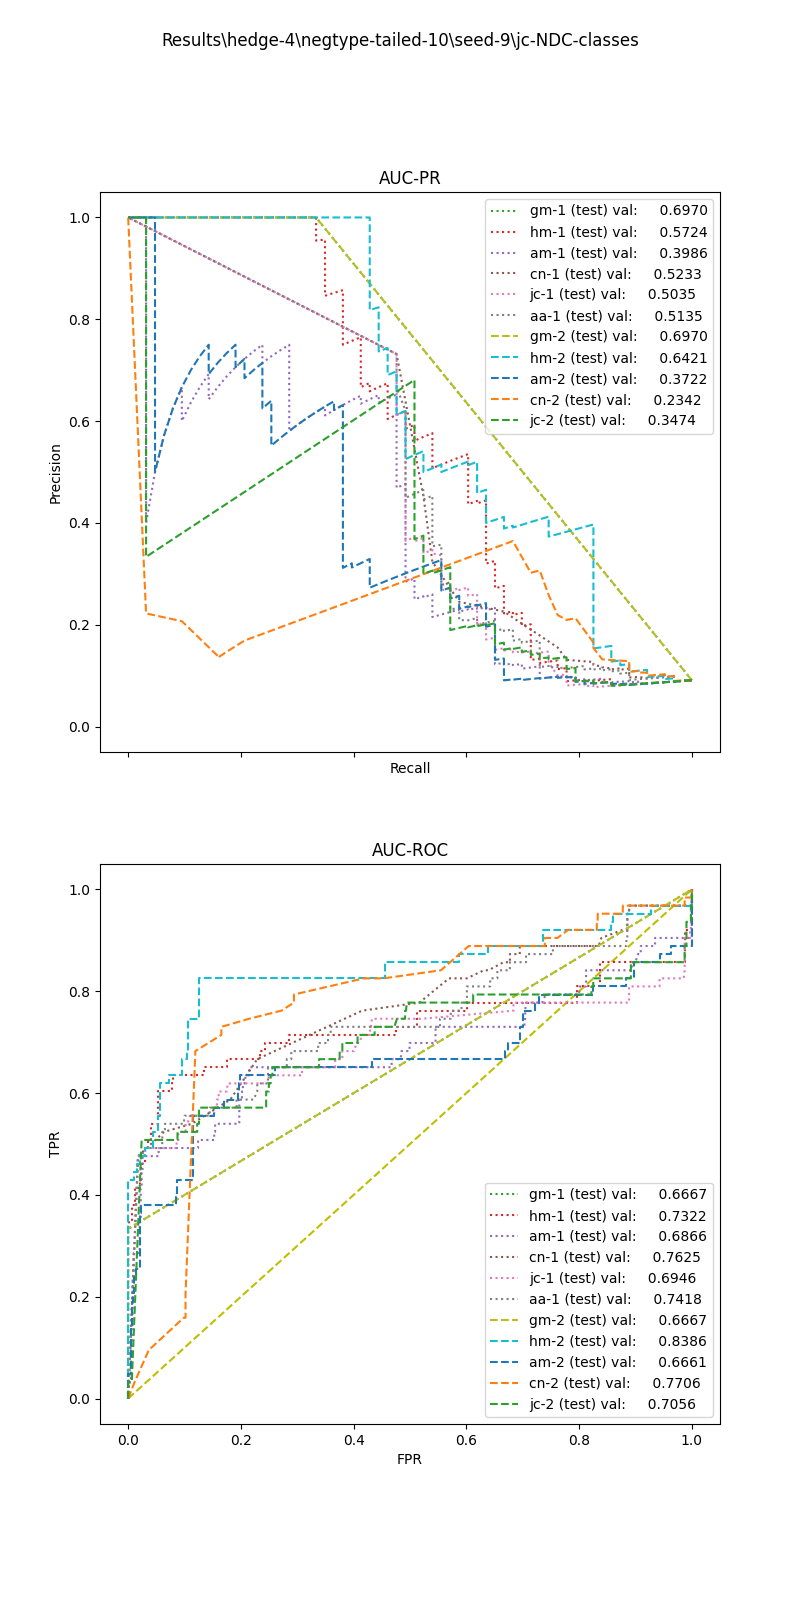 Results\hedge-4\negtype-tailed-10\seed-9\jc-NDC-classes
AUC-PR
1.0
0.8
0.6
0.4
0.2
0.0
Precision
Recall
gm-1 (test) val: 0.6970
hm-1 (test) val: 0.5724
am-1 (test) val: 0.3986
cn-1 (test) val: 0.5233
jc-1 (test) val: 0.5035
aa-1 (test) val: 0.5135
gm-2 (test) val: 0.6970
hm-2 (test) val: 0.6421
am-2 (test) val: 0.3722
cn-2 (test) val: 0.2342
jc-2 (test) val: 0.3474
AUC-ROC
1.0
0.8
0.6
0.4
0.2
0.0
TPR
gm-1 (test) val: 0.6667
hm-1 (test) val: 0.7322
am-1 (test) val: 0.6866
cn-1 (test) val: 0.7625
jc-1 (test) val: 0.6946
aa-1 (test) val: 0.7418
gm-2 (test) val: 0.6667
hm-2 (test) val: 0.8386
am-2 (test) val: 0.6661
cn-2 (test) val: 0.7706
jc-2 (test) val: 0.7056
0.0 0.2 0.4 0.6 0.8 1.0
FPR